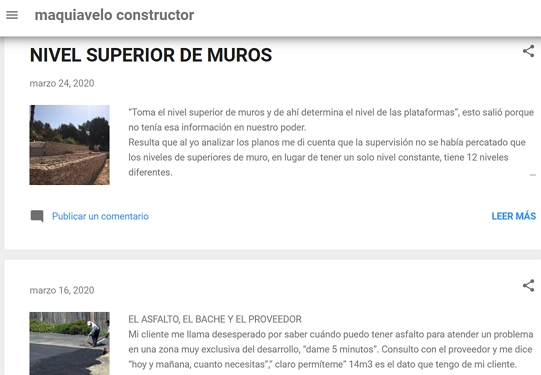 maquiavelo constructor
NIVEL SUPERIOR DE MUROS
marzo 24, 2020
“Toma el nivel superior de muros y de ahí determina el nivel de las plataformas”, esto salió porque
no tenía esa información en nuestro poder.
Resulta que al yo analizar los planos me di cuenta que la supervisión no se había percatado que
los niveles de superiores de muro, en lugar de tener un solo nivel constante, tiene 12 niveles
diferentes.
...
Publicar un comentario
LEER MÁS
marzo 16, 2020
EL ASFALTO, EL BACHE Y EL PROVEEDOR
Mi cliente me llama desesperado por saber cuándo puedo tener asfalto para atender un problema
en una zona muy exclusiva del desarrollo, “dame 5 minutos”. Consulto con el proveedor y me dice
“hoy y mañana, cuanto necesitas”,” claro permíteme” 14m3 es el dato que tengo de mi cliente.